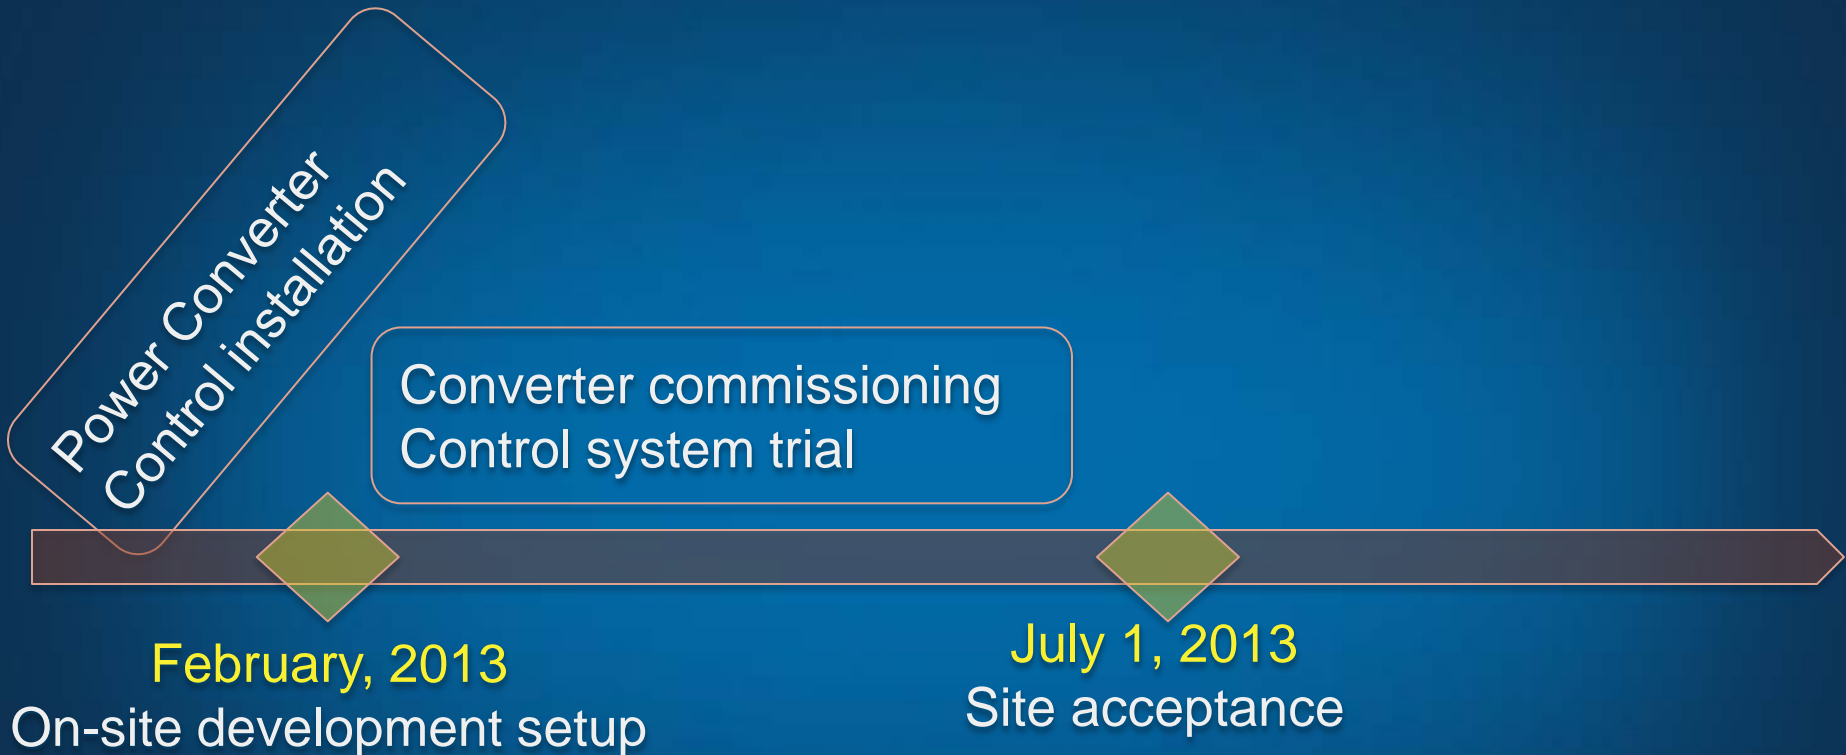 Power Converter
Control installation
Converter commissioning
Control system trial
February, 2013
On-site development setup
July 1, 2013
Site acceptance